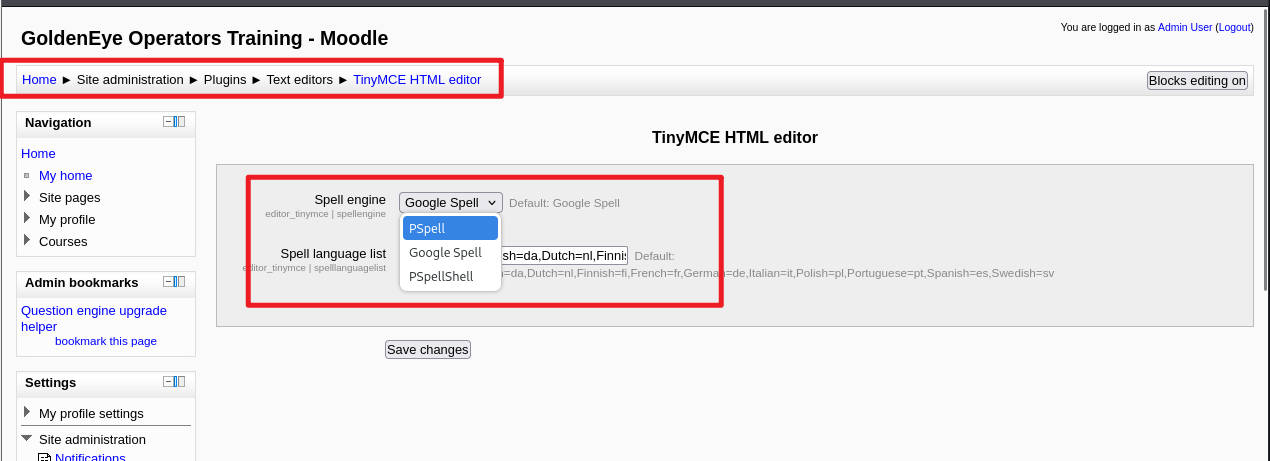 You are logged in as Admin User (Logout)
GoldenEye Operators Training - Moodle
Home ► Site administration ► Plugins ► Text editors ► TinyMCE HTML editor
Blocks editing on
Navigation
Home
My home
Site pages
My profile
Courses
Admin bookmarks
Question engine upgrade
helper
bookmark this page
Settings
My profile settings
Site administration
Notifications
TinyMCE HTML editor
Spell engine
editor_tinymce | spellengine
Google Spell
Default: Google Spell
PSpell
Google Spell
PSpellShell
Spell language list
editor_tinymce | spelllanguagelist
sh=da,Dutch=nl,Finnis
Default:
=da,Dutch=nl,Finnish=fi,French=fr,German=de,Italian=it,Polish=pl,Portuguese=pt,Spanish=es,Swedish=sv
Save changes